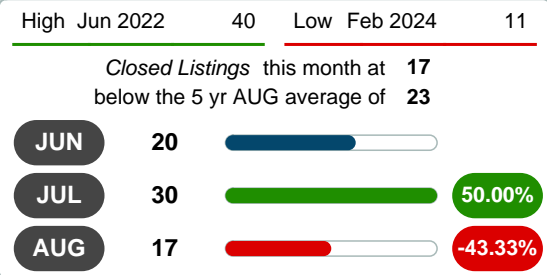 High Jun 2022 40 Low Feb 2024 11
Closed Listings this month at 17
below the 5 yr AUG average of 23
JUN 20
JUL 30 50.00%
AUG 17 -43.33%